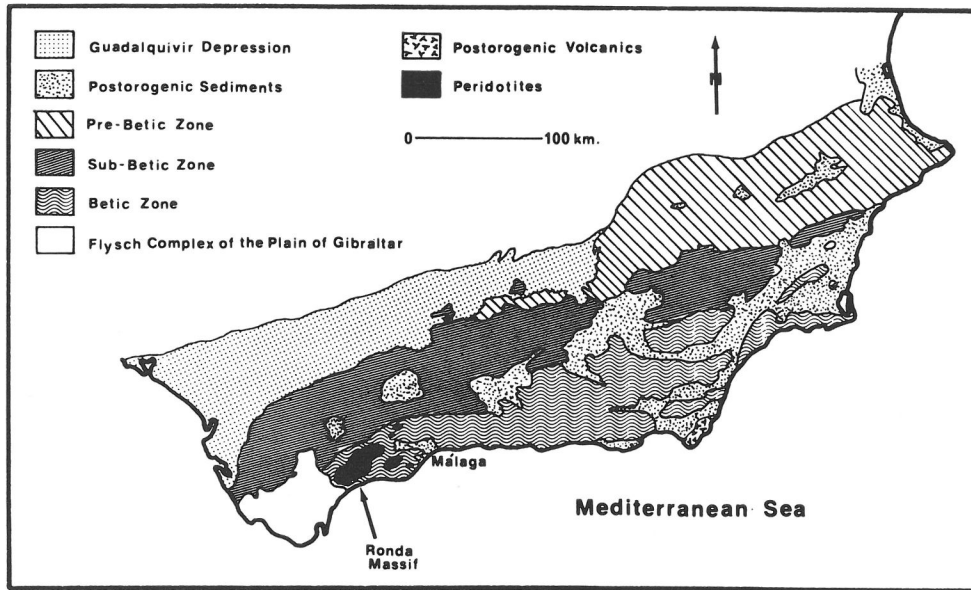 Guadalquivir Depression
Postorogenic Sediments
Pre-Betic Zone
Sub-Betic Zone
Betic Zone
Flysch Complex of the Plain of Gibraltar
Postorogenic Volcanics
Peridotites
0 100 km.
N
Málaga
Mediterranean Sea
Ronda
Massif